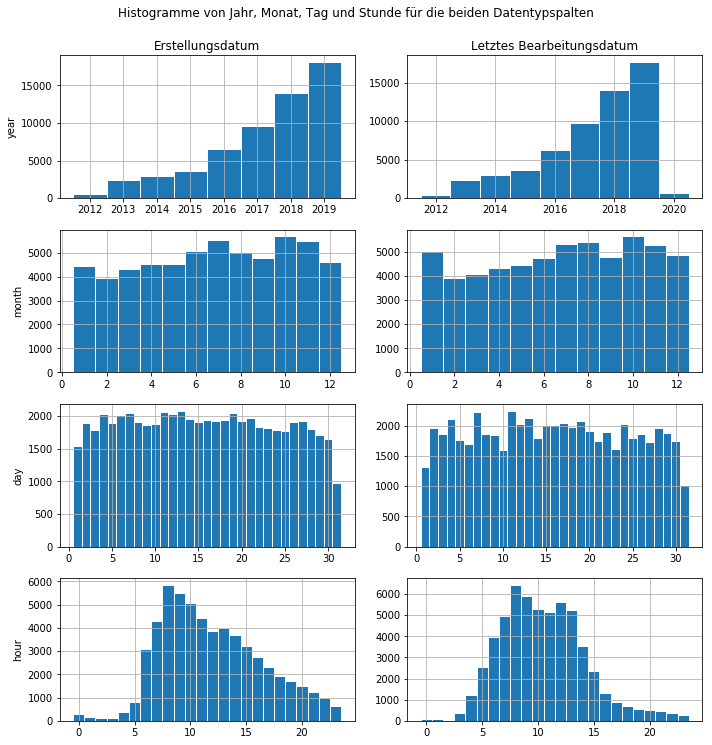 Histogramme von Jahr, Monat, Tag und Stunde für die beiden Datentypspalten
Erstellungsdatum
Letztes Bearbeitungsdatum
year
15000
10000
5000
0
2012 2013 2014 2015 2016 2017 2018 2019
15000
10000
5000
0
2012 2014 2016 2018 2020
month
5000
4000
3000
2000
1000
0
0 2 4 6 8 10 12
5000
4000
3000
2000
1000
0
0 2 4 6 8 10 12
day
2000
1500
1000
500
0
0 5 10 15 20 25 30
2000
1500
1000
500
0
0 5 10 15 20 25 30
hour
6000
5000
4000
3000
2000
1000
0
0 5 10 15 20
6000
5000
4000
3000
2000
1000
0
0 5 10 15 20